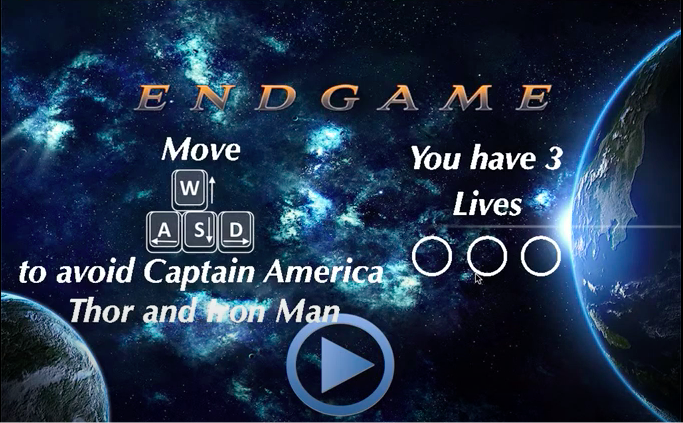 ENDGAME
Move
W
A S D
to avoid Captain America
Thor and Iron Man
You have 3
Lives